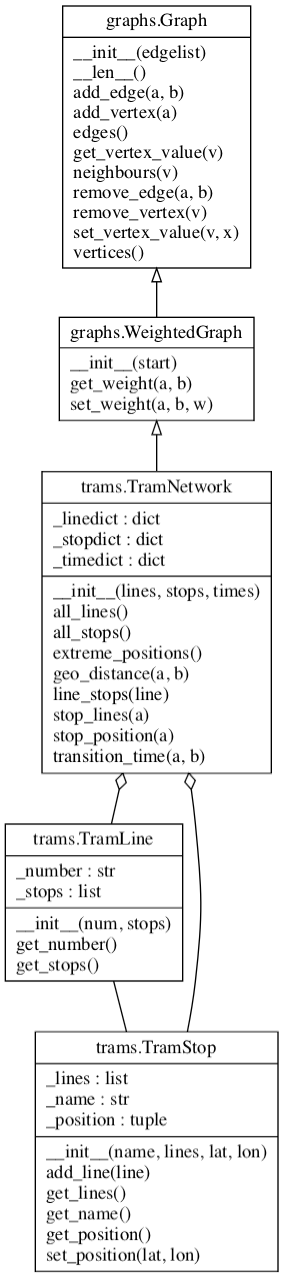 graphs.Graph
__init__(edgelist)
__len__()
add_edge(a, b)
add_vertex(a)
edges()
get_vertex_value(v)
neighbours(v)
remove_edge(a, b)
remove_vertex(v)
set_vertex_value(v, x)
vertices()
graphs.WeightedGraph
__init__(start)
get_weight(a, b)
set_weight(a, b, w)
trams.TramNetwork
_linedict : dict
_stopdict : dict
_timedict : dict
__init__(lines, stops, times)
all_lines()
all_stops()
extreme_positions()
geo_distance(a, b)
line_stops(line)
stop_lines(a)
stop_position(a)
transition_time(a, b)
trams.TramLine
_number : str
_stops : list
__init__(num, stops)
get_number()
get_stops()
trams.TramStop
_lines : list
_name : str
_position : tuple
__init__(name, lines, lat, lon)
add_line(line)
get_lines()
get_name()
get_position()
set_position(lat, lon)